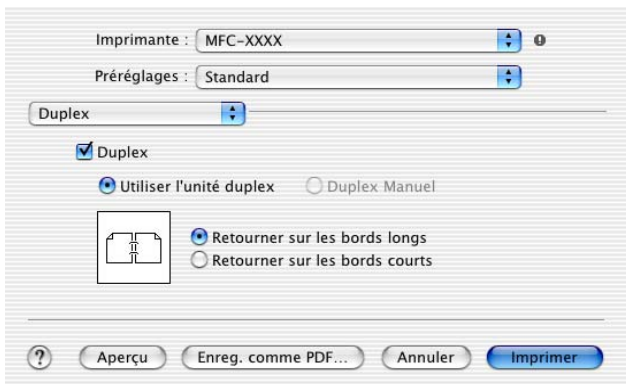 Imprimante : MFC-XXXX
Préréglages : Standard
Duplex
Duplex
Utiliser l'unité duplex Duplex Manuel
Retourner sur les bords longs
Retourner sur les bords courts
? Aperçu Enreg. comme PDF... Annuler Imprimer